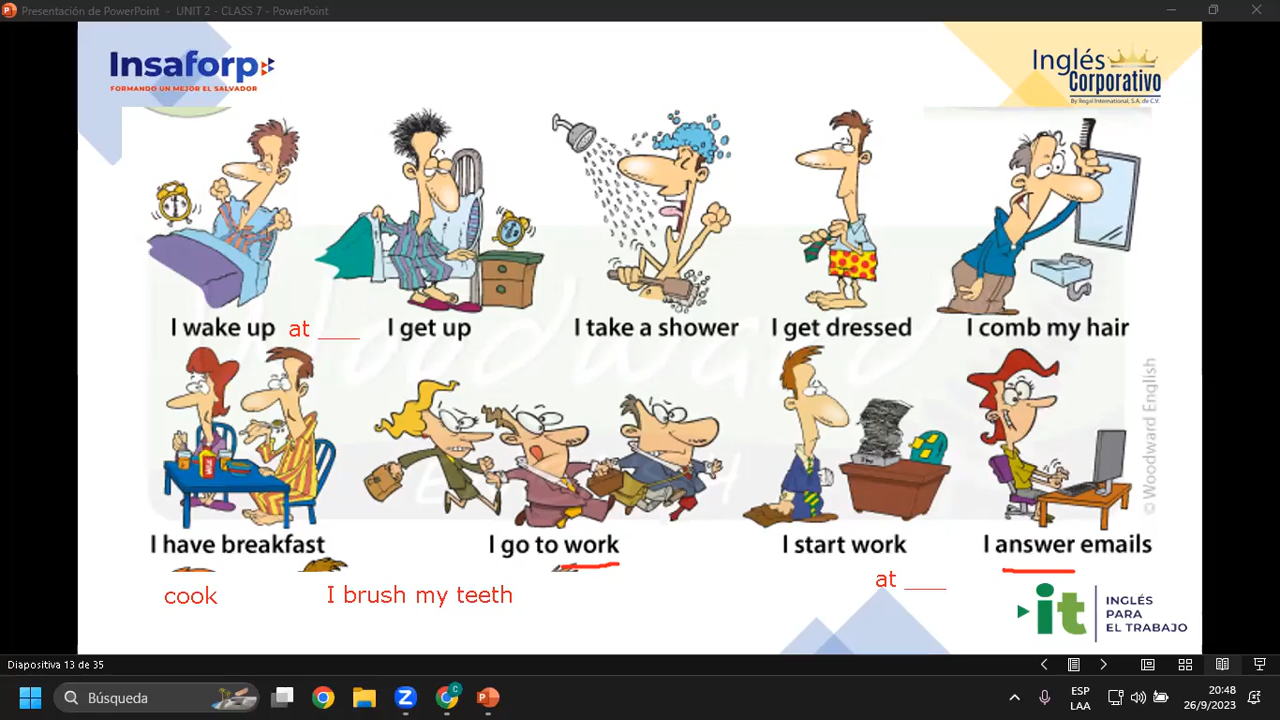 Presentación de PowerPoint - UNIT 2 - CLASS 7 - PowerPoint
Insaforp
FORMANDO UN MEJOR EL SALVADOR
Inglés
Corporativo
By Regal International, S.A. de C.V.
I wake up at ____
I get up
I take a shower
I get dressed
I comb my hair
I have breakfast
I go to work
I start work
I answer emails
at ____
cook
I brush my teeth
© Woodward English
it
INGLÉS
PARA
EL TRABAJO
Diapositiva 13 de 35
Búsqueda
ESP
LAA
20:48
26/9/2023